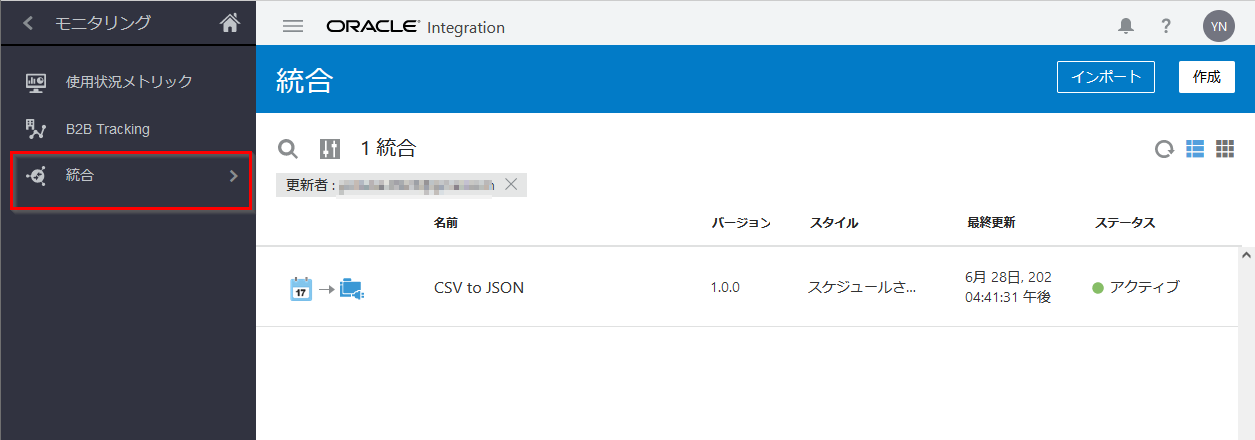 モニタリング
ORACLE Integration
?
YN
使用状況メトリック
B2B Tracking
統合
統合
インポート
作成
1 統合
更新者 :
名前
バージョン
スタイル
最終更新
ステータス
17
CSV to JSON
1.0.0
スケジュールさ...
6月 28日, 202
04:41:31 午後
アクティブ